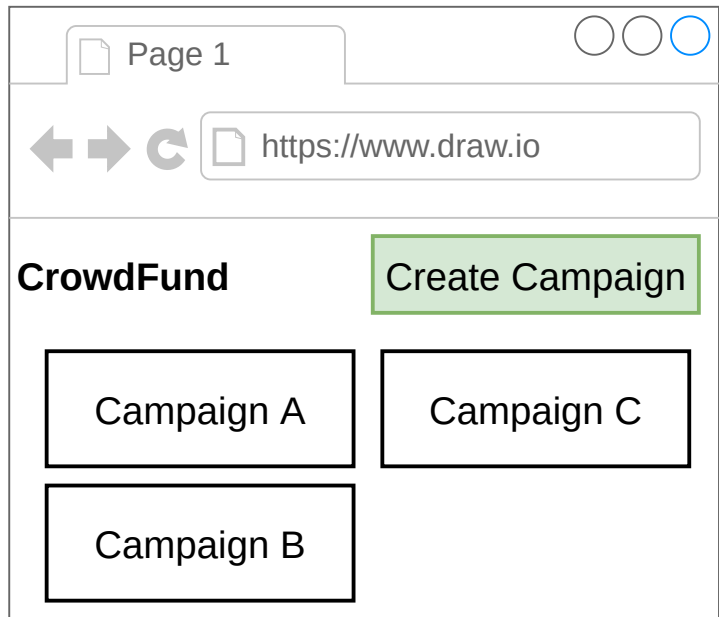 Page 1
https://www.draw.io
CrowdFund
Create Campaign
Campaign A
Campaign C
Campaign B